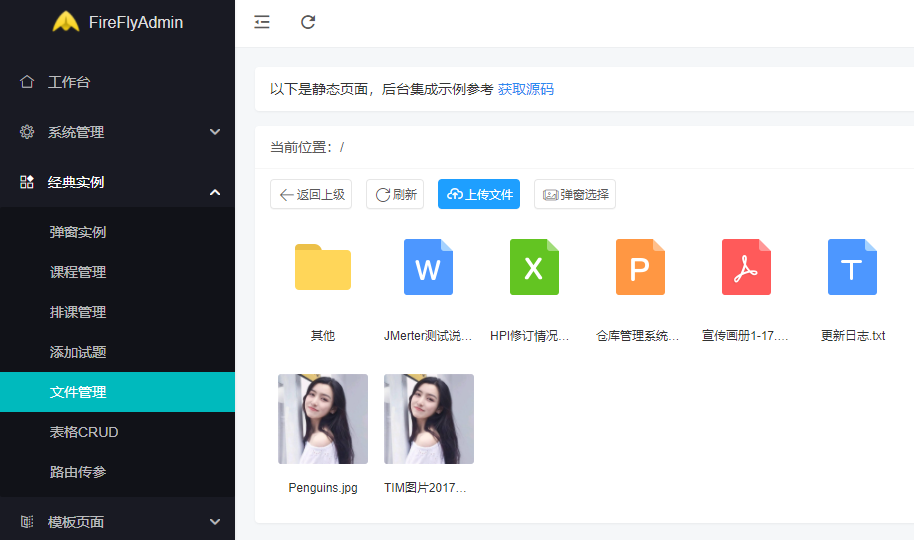 FireFlyAdmin
工作台
系统管理
经典实例
弹窗实例
课程管理
排课管理
添加试题
文件管理
表格CRUD
路由传参
模板页面
以下是静态页面，后台集成示例参考 获取源码
当前位置：/
返回上级 刷新 上传文件 弹窗选择
W X P T
其他 JMerter测试说... HPI修订情况... 仓库管理系统... 宣传画册1-17.... 更新日志.txt
Penguins.jpg TIM图片2017...